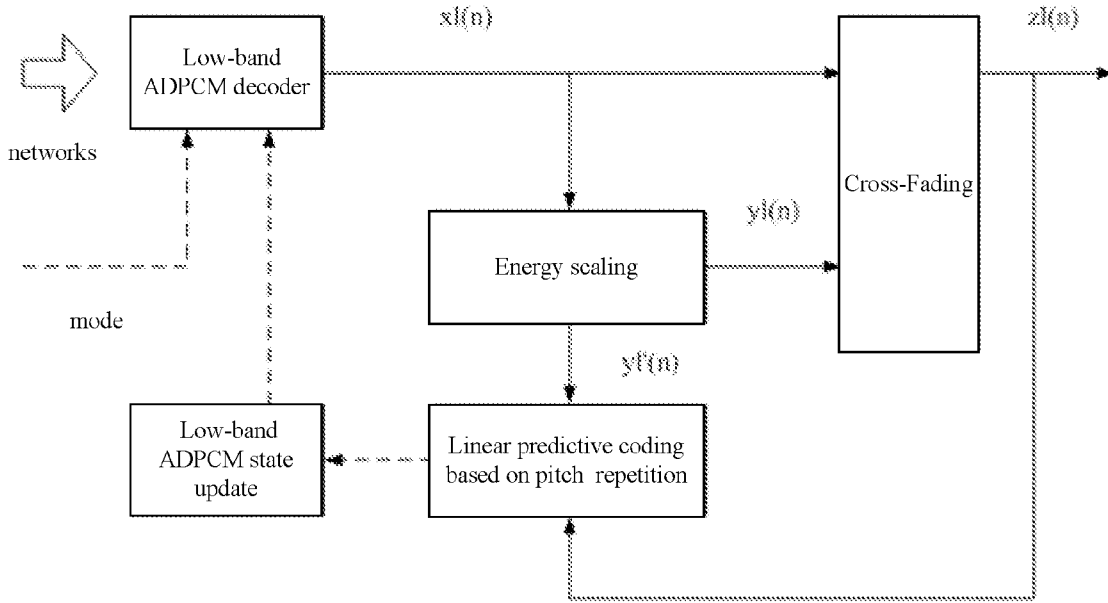 xl(n)
zl(n)
Low-band
ADPCM decoder
networks
Cross-Fading
yl(n)
Energy scaling
mode
yl'(n)
Low-band
ADPCM state
update
Linear predictive coding
based on pitch repetition